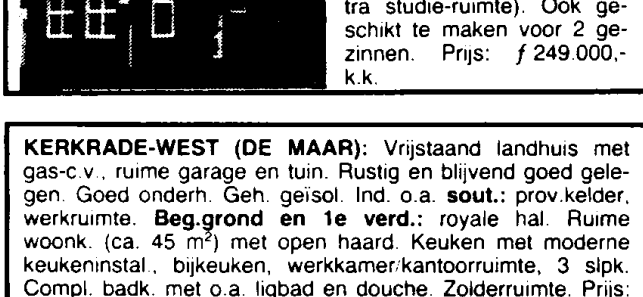 tra studie-ruimte). Ook ge-
schikt te maken voor 2 ge-
zinnen. Prijs: ƒ 249.000,-
k.k.
KERKRADE-WEST (DE MAAR): Vrijstaand landhuis met
gas-c.v., ruime garage en tuin. Rustig en blijvend goed gele-
gen. Goed onderh. Geh. geïsol. Ind. o.a. sout.: prov.kelder,
werkruimte. Beg.grond en 1e verd.: royale hal. Ruime
woonk. (ca. 45 m²) met open haard. Keuken met moderne
keukeninstal., bijkeuken, werkkamer/kantoorruimte, 3 slpk.
Compl. badk. met o.a. ligbad en douche. Zolderruimte. Prijs: